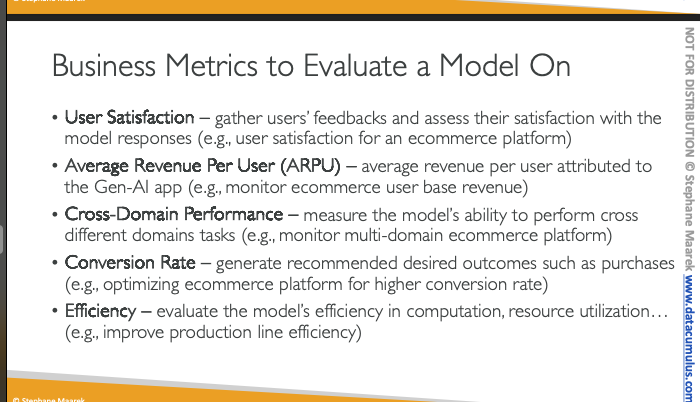 © Stephane Maarek
Business Metrics to Evaluate a Model On
• User Satisfaction – gather users' feedbacks and assess their satisfaction with the
model responses (e.g., user satisfaction for an ecommerce platform)
• Average Revenue Per User (ARPU) – average revenue per user attributed to
the Gen-AI app (e.g., monitor ecommerce user base revenue)
• Cross-Domain Performance – measure the model's ability to perform cross
different domains tasks (e.g., monitor multi-domain ecommerce platform)
• Conversion Rate – generate recommended desired outcomes such as purchases
(e.g., optimizing ecommerce platform for higher conversion rate)
• Efficiency – evaluate the model's efficiency in computation, resource utilization…
(e.g., improve production line efficiency)
NOT FOR DISTRIBUTION © Stephane Maarek www.datacumulus.com
© Stephane Maarek